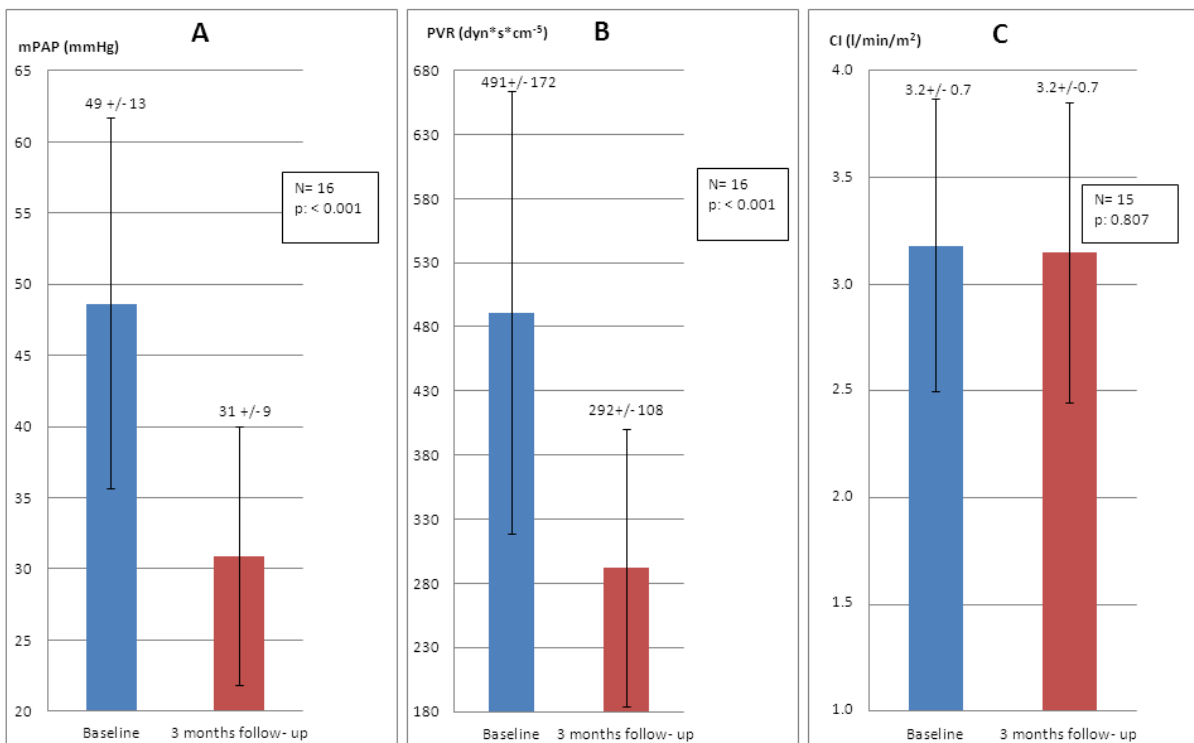 A
mPAP (mmHg)
65
60
55
50
45
40
35
30
25
20
49 +/- 13
31 +/- 9
N= 16
p: < 0.001
Baseline
3 months follow- up
B
PVR (dyn*s*cm-5)
680
630
580
530
480
430
380
330
280
230
180
491+/- 172
292+/- 108
N= 16
p: < 0.001
Baseline
3 months follow- up
C
CI (l/min/m²)
4.0
3.5
3.0
2.5
2.0
1.5
1.0
3.2+/- 0.7
3.2+/-0.7
N= 15
p: 0.807
Baseline
3 months follow- up